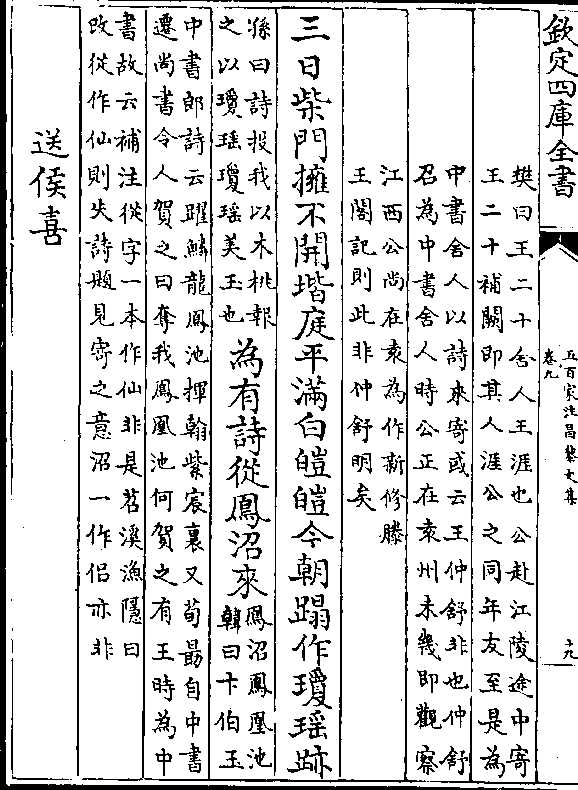 欽定四庫全書
五百家注昌黎文集
卷九
十九
樊曰王二十舍人王涯也公赴江陵途中寄
王二十補闕即其人涯公之同年友至是為
中書舍人以詩來寄或云王仲舒非也仲舒
召為中書舍人時公正在袁州未幾即觀察
江西公尚在袁為作新修滕
王閣記則此非仲舒明矣
三日柴門擁不開堦庭平滿白皚皚今朝蹋作瓊瑤跡
孫曰詩投我以木桃報
之以瓊瑤瓊瑤美玉也
為有詩從鳳沼來
鳳沼鳳凰池
韓曰卞伯玉
中書郎詩云躍鱗龍鳳池揮翰紫宸裏又荀勗自中書
遷尚書令人賀之曰奪我鳳凰池何賀之有王時為中
書故云補注從字一本作仙非是苕溪漁隱曰
改從作仙則失詩題見寄之意沼一作侶亦非
送侯喜